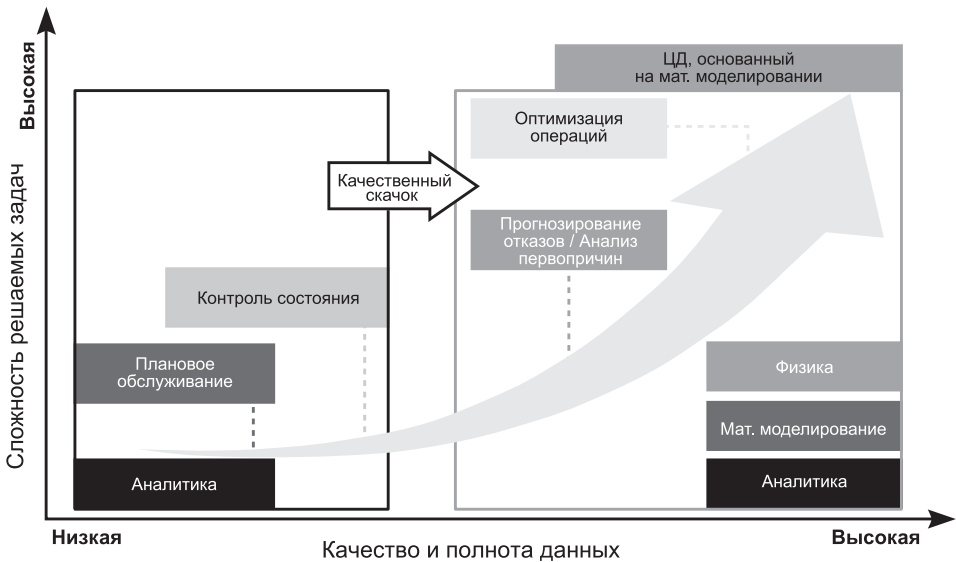 Высокая
Сложность решаемых задач
ЦД, основанный
на мат. моделировании
Оптимизация
операций
Качественный
скачок
Прогнозирование
отказов / Анализ
первопричин
Контроль состояния
Плановое
обслуживание
Физика
Мат. моделирование
Аналитика
Аналитика
Низкая
Высокая
Качество и полнота данных